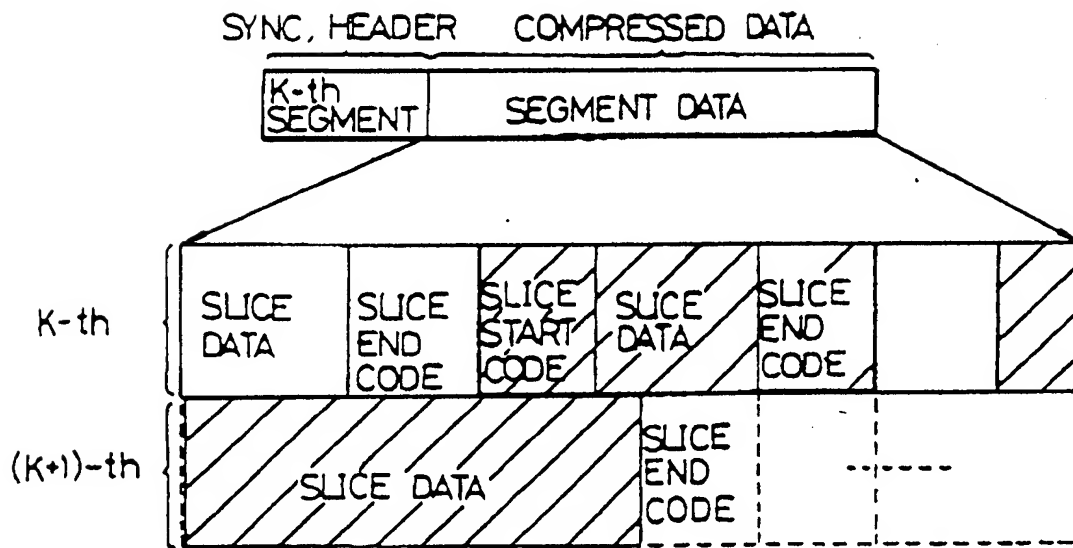 SYNC, HEADER COMPRESSED DATA
K-th
SEGMENT
SEGMENT DATA
K-th
SLICE
DATA
SLICE
END
CODE
SLICE
START
CODE
SLICE
DATA
SLICE
END
CODE
(K+1)-th
SLICE DATA
SLICE
END
CODE